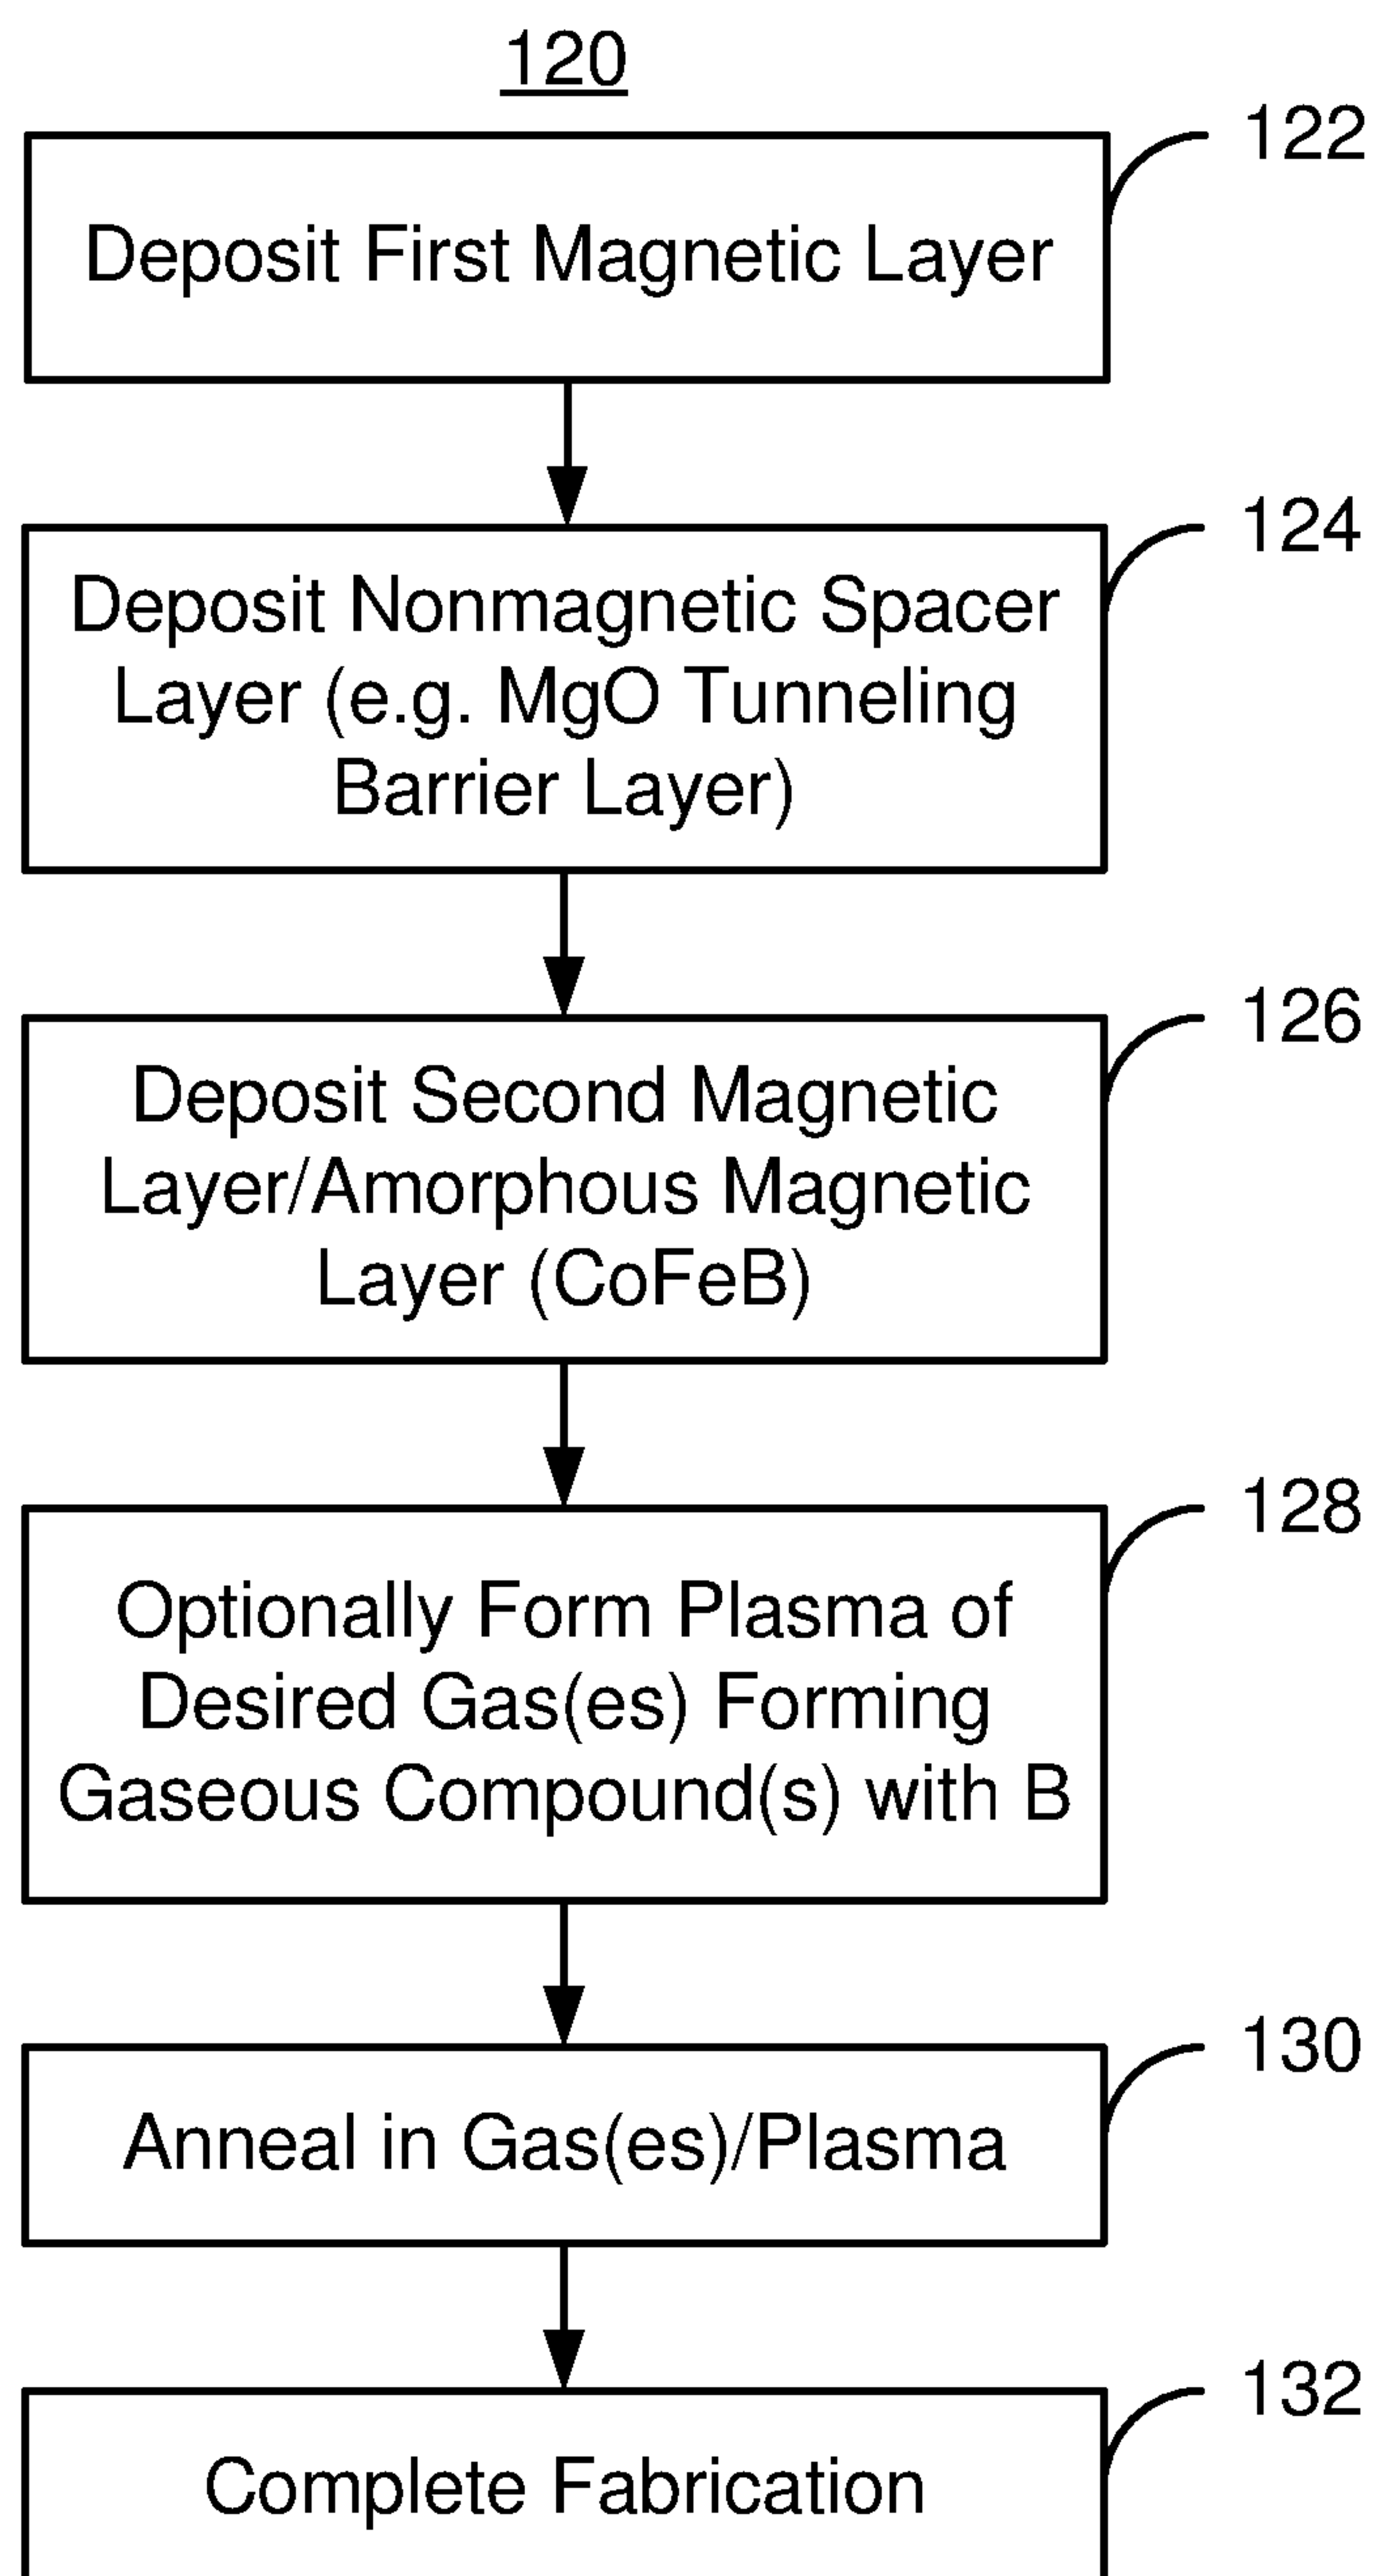 120
122
Deposit First Magnetic Layer
124
Deposit Nonmagnetic Spacer
Layer (e.g. MgO Tunneling
Barrier Layer)
126
Deposit Second Magnetic
Layer/Amorphous Magnetic
Layer (CoFeB)
128
Optionally Form Plasma of
Desired Gas(es) Forming
Gaseous Compound(s) with B
130
Anneal in Gas(es)/Plasma
132
Complete Fabrication